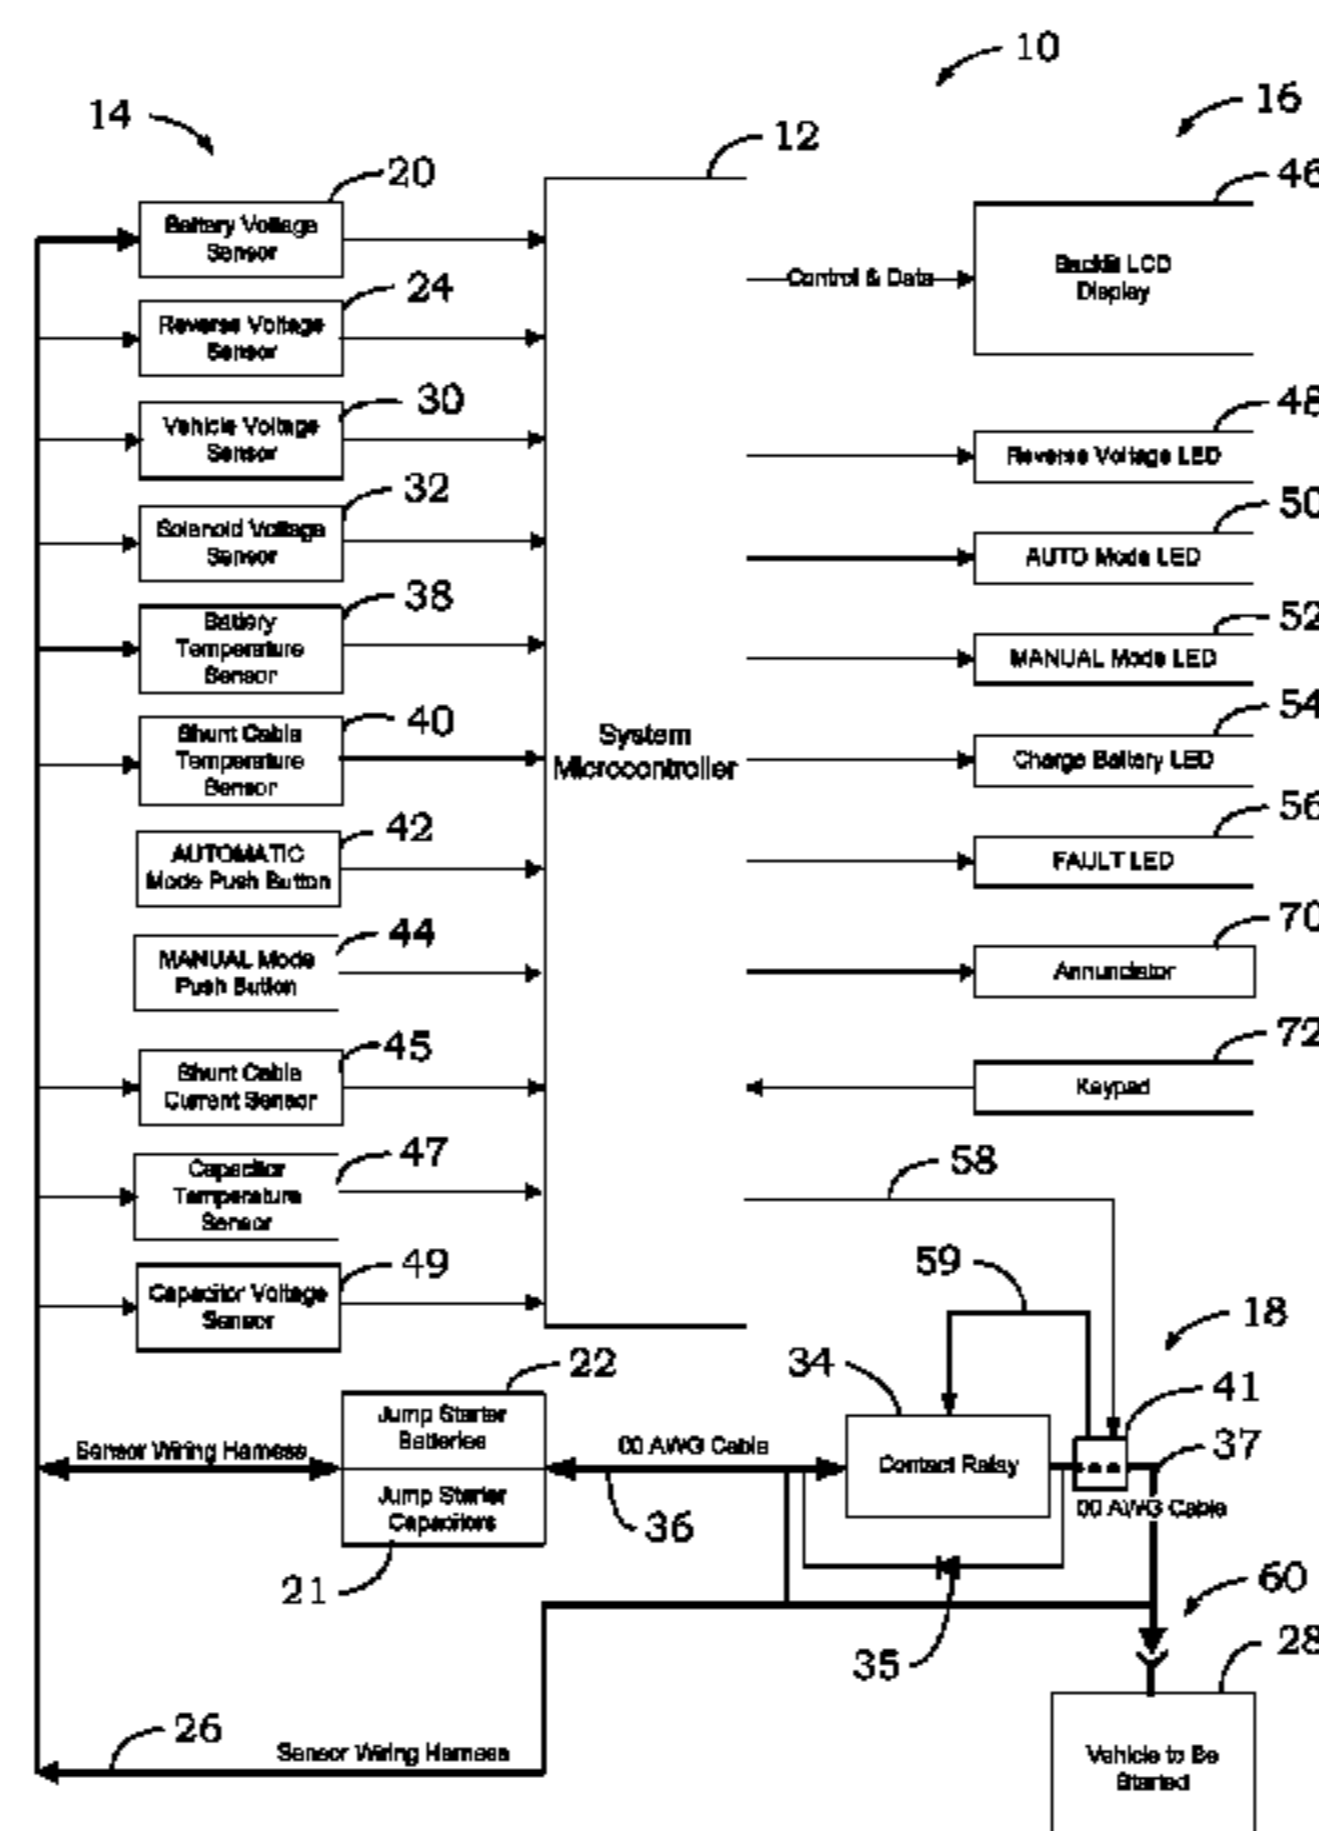 10
14
16
12
20
46
Battery Voltage
Sensor
Backlit LCD
Display
Control & Data
24
Reverse Voltage
Sensor
30
48
Vehicle Voltage
Sensor
Reverse Voltage LED
32
50
Solenoid Voltage
Sensor
AUTO Mode LED
38
52
Battery
Temperature
Sensor
MANUAL Mode LED
40
54
Shunt Cable
Temperature
Sensor
System
Microcontroller
Charge Battery LED
42
56
AUTOMATIC
Mode Push Button
FAULT LED
44
70
MANUAL Mode
Push Button
Annunciator
45
72
Shunt Cable
Current Sensor
Keypad
47
58
Capacitor
Temperature
Sensor
49
59
Capacitor Voltage
Sensor
18
22
34
41
Jump Starter
Batteries
37
Sensor Wiring Harness
00 AWG Cable
Contact Relay
Jump Starter
Capacitors
00 AWG Cable
36
21
60
35
28
26
Sensor Wiring Harness
Vehicle to Be
Started